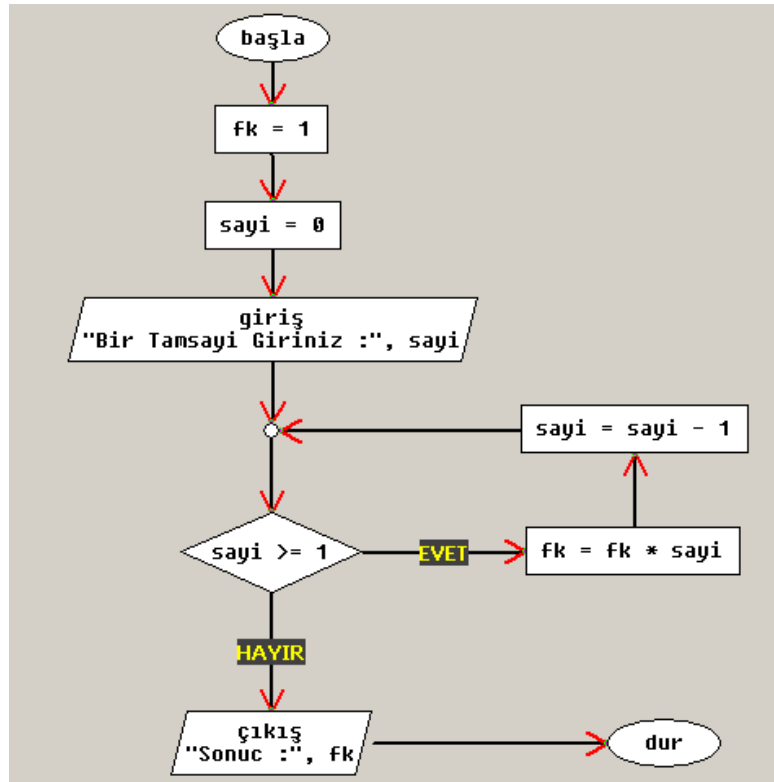 başla
fk = 1
sayi = 0
giriş
"Bir Tamsayi Giriniz :", sayi
sayi = sayi - 1
sayi >= 1
EVET
fk = fk * sayi
HAYIR
çıkış
"Sonuc :", fk
dur